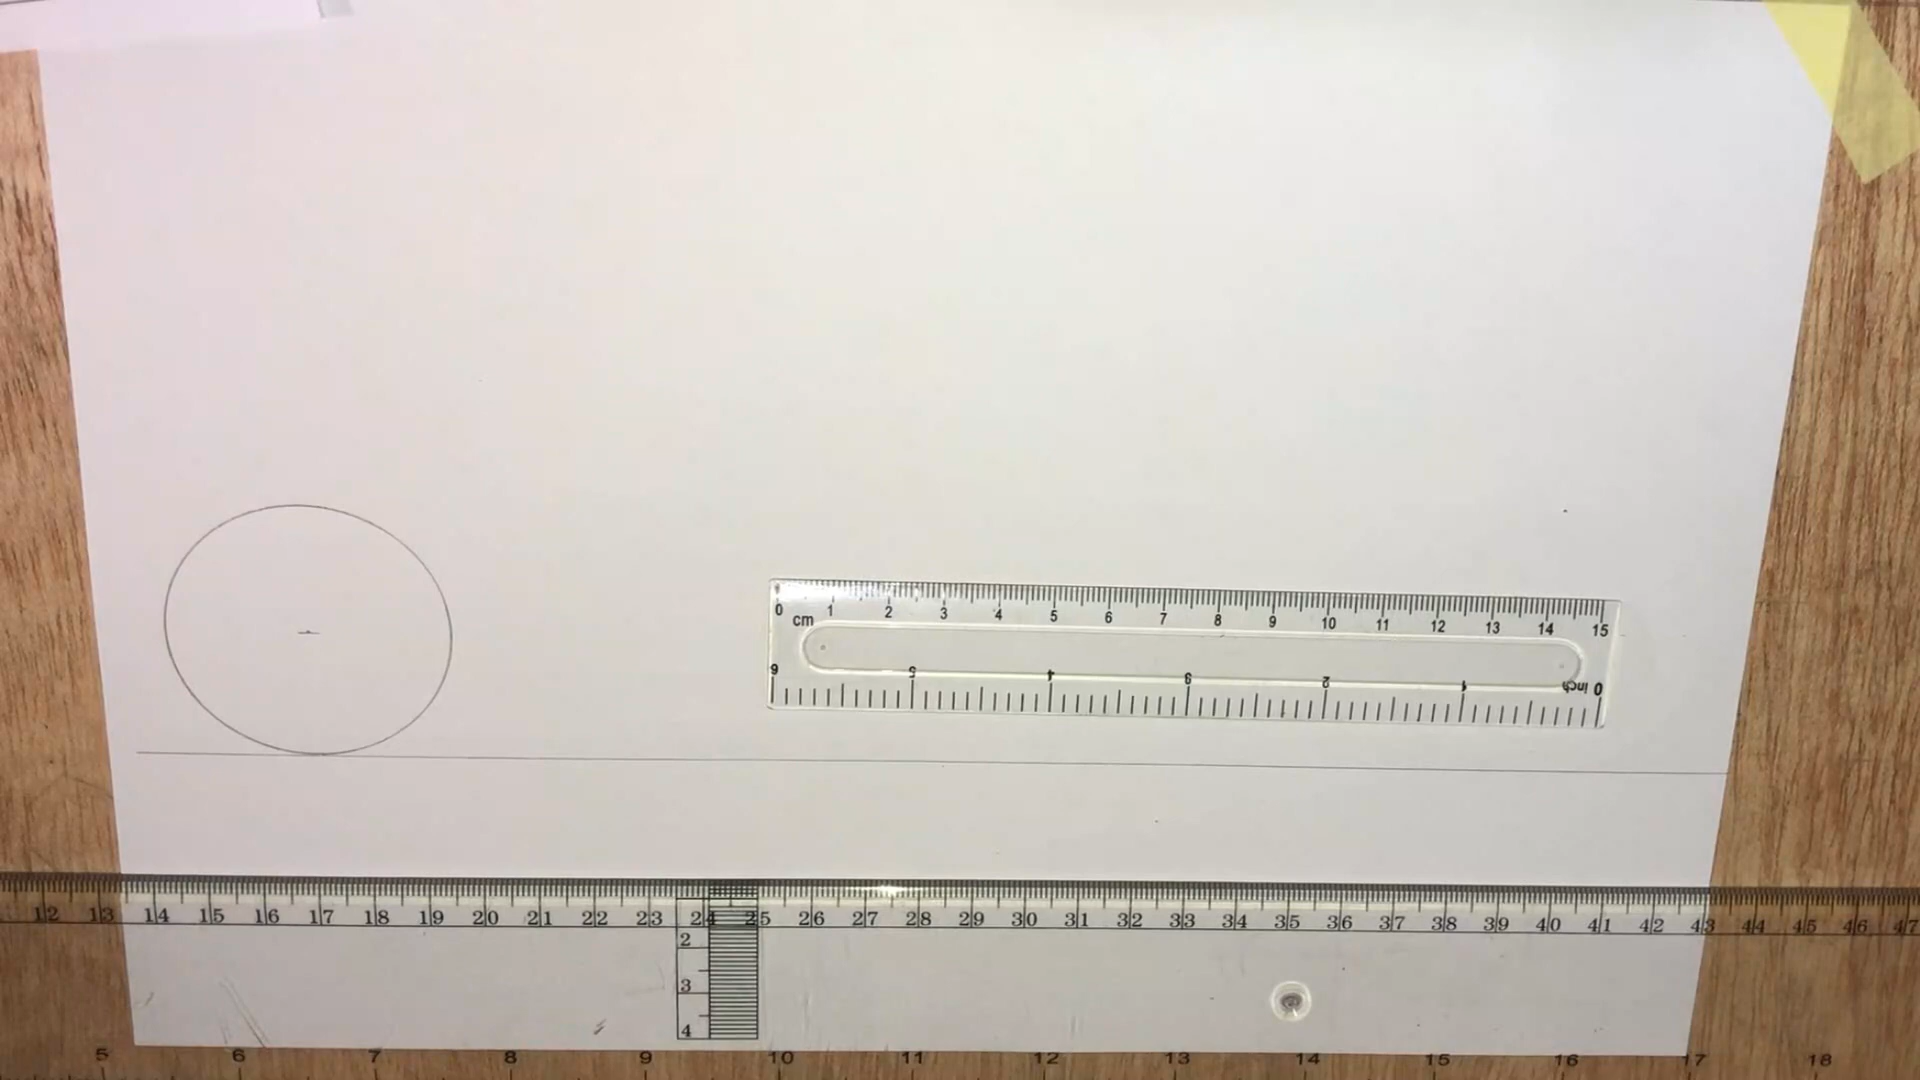 0 1 2 3 4 5 6 7 8 9 10 11 12 13 14 15
cm
6 5 4 3 2 1 inch 0
12 13 14 15 16 17 18 19 20 21 22 23 24 25 26 27 28 29 30 31 32 33 34 35 36 37 38 39 40 41 42 43 44 45 46 47
2
3
4
5 6 7 8 9 10 11 12 13 14 15 16 17 18